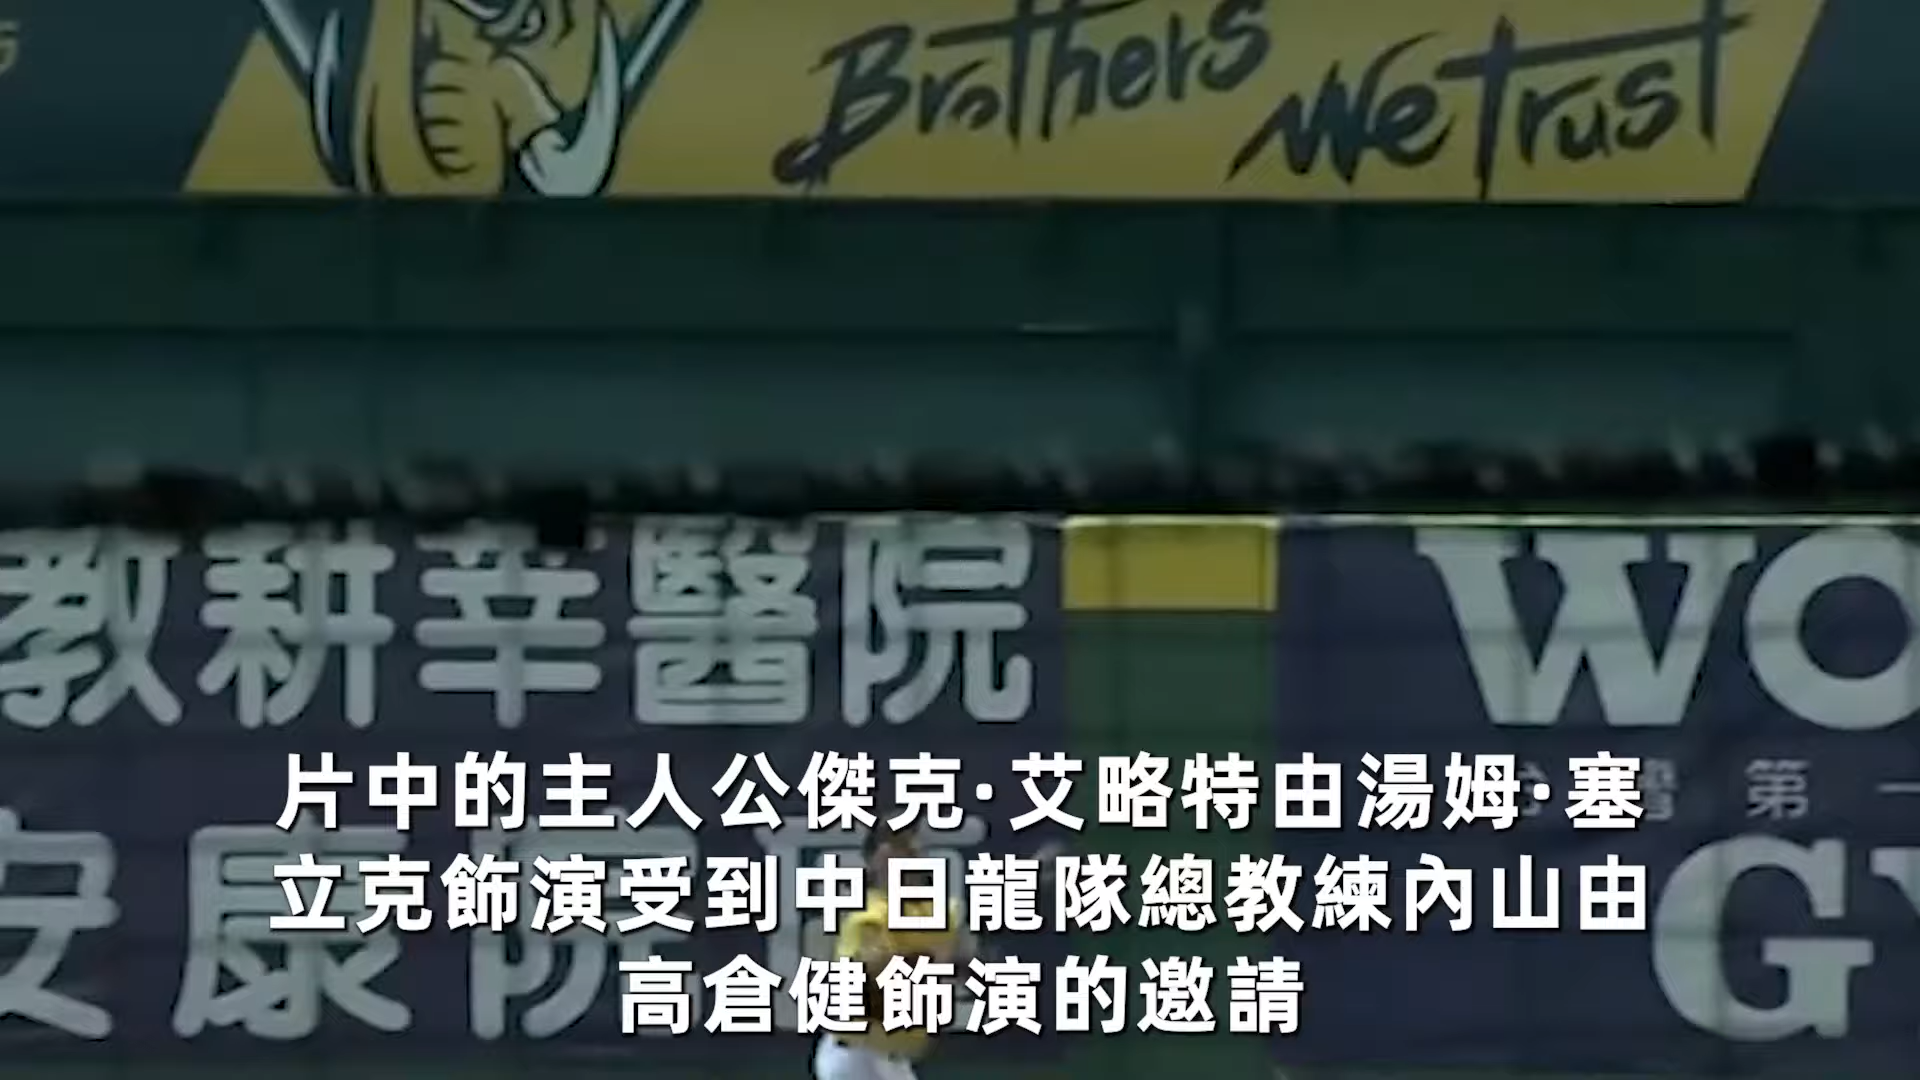 Brothers We Trust
教耕莘醫院
WO
第一
安康院區
GY
片中的主人公傑克·艾略特由湯姆·塞
立克飾演受到中日龍隊總教練內山由
高倉健飾演的邀請